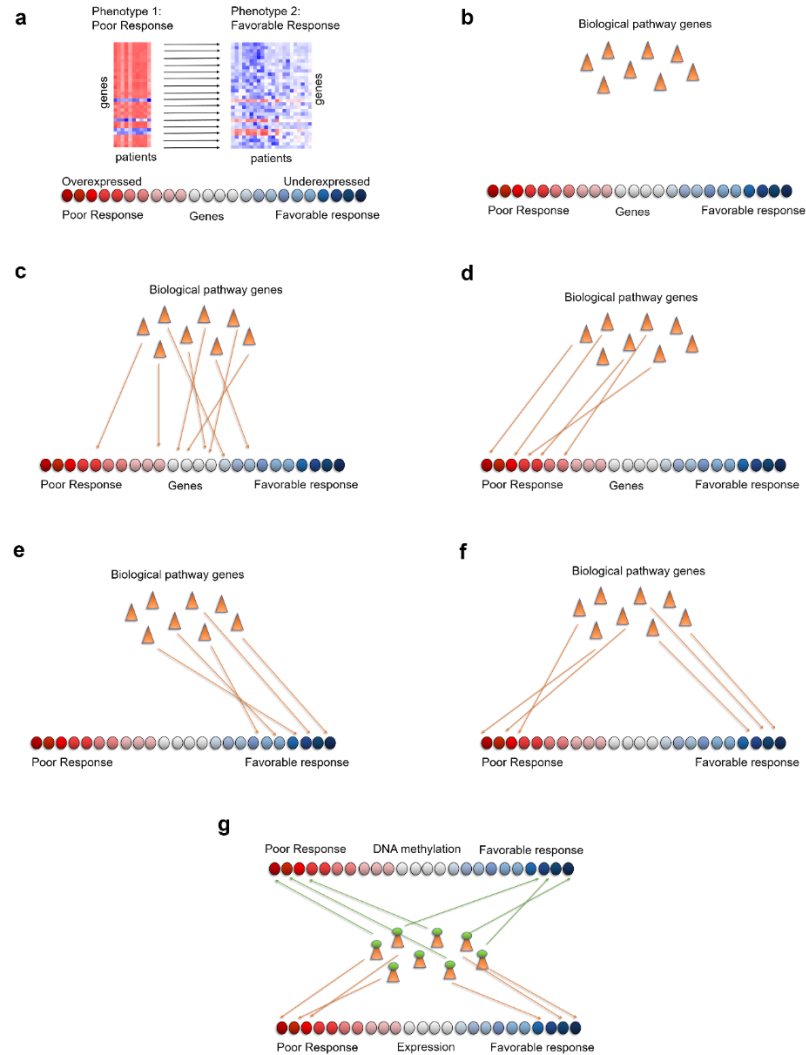 a
Phenotype 1:
Poor Response
Phenotype 2:
Favorable Response
genes
genes
patients
patients
Overexpressed
Underexpressed
Poor Response
Genes
Favorable response
b
Biological pathway genes
Poor Response
Genes
Favorable response
c
Biological pathway genes
Poor Response
Genes
Favorable response
d
Biological pathway genes
Poor Response
Genes
Favorable response
e
Biological pathway genes
Poor Response
Favorable response
f
Biological pathway genes
Poor Response
Favorable response
g
Poor Response
DNA methylation
Favorable response
Poor Response
Expression
Favorable response